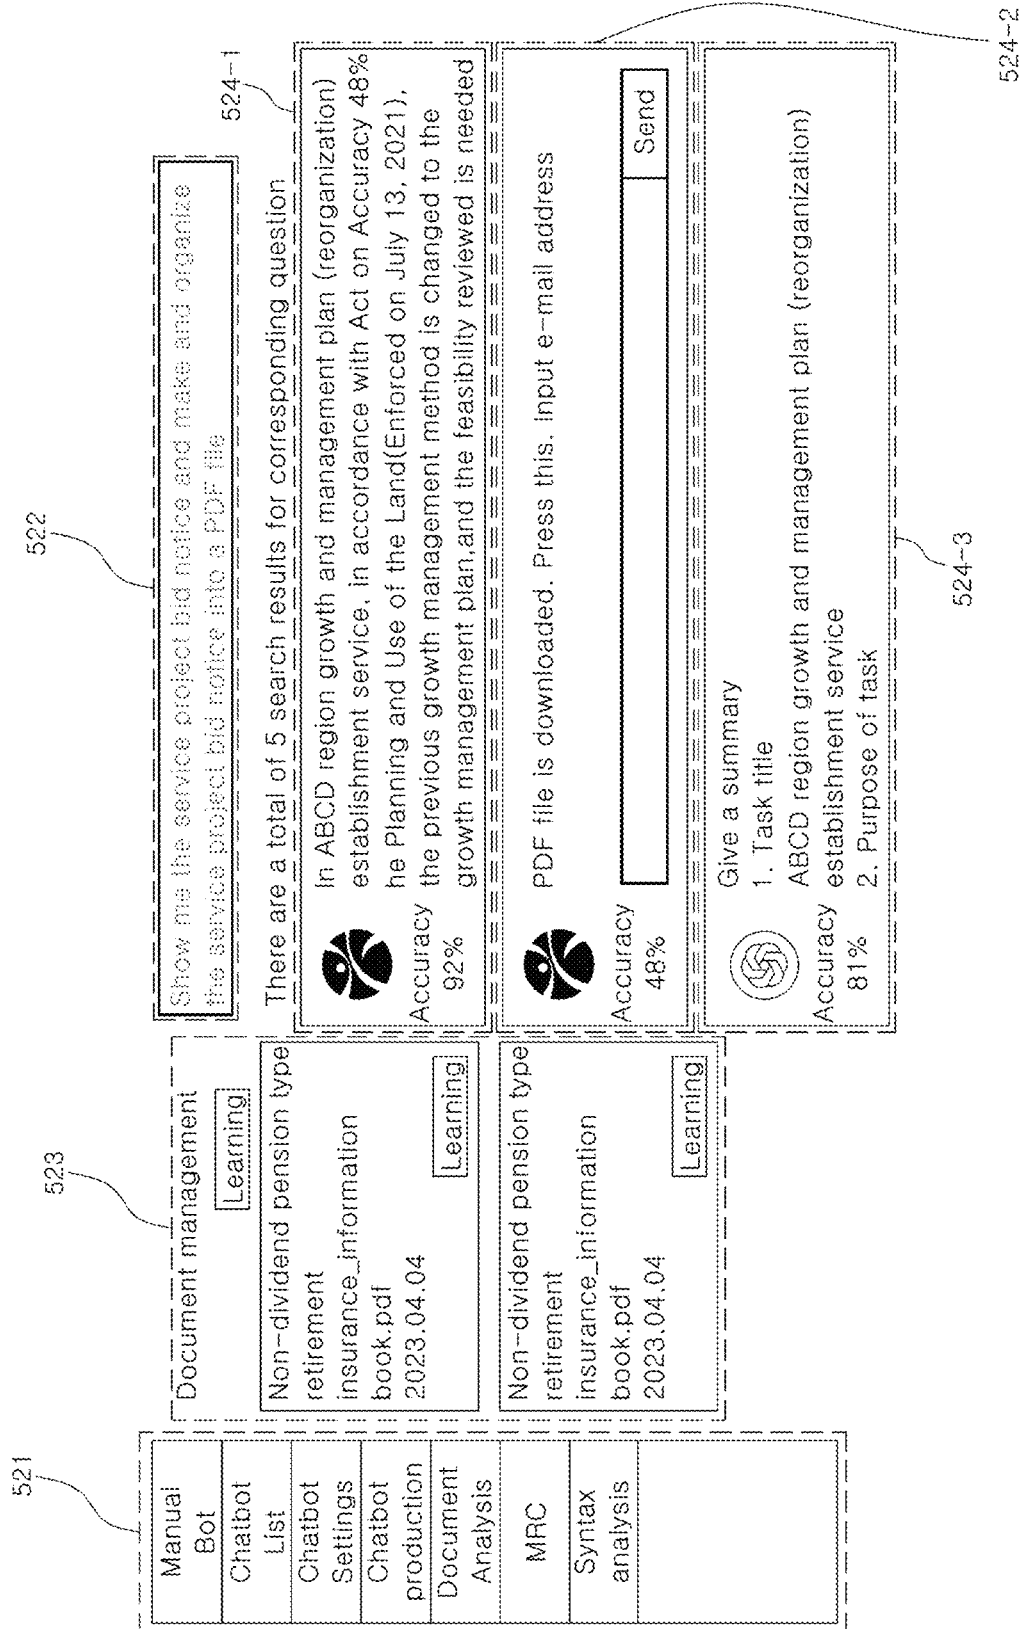 521
Manual
Bot
Chatbot
List
Chatbot
Settings
Chatbot
production
Document
Analysis
MRC
Syntax
analysis
523
Document management
Learning
Non-dividend pension type
retirement
insurance_information
book.pdf
2023.04.04
Learning
Non-dividend pension type
retirement
insurance_information
book.pdf
2023.04.04
Learning
522
Show me the service project bid notice and make and organize
the service project bid notice into a PDF file
There are a total of 5 search results for corresponding question
524-1
Accuracy
92%
In ABCD region growth and management plan (reorganization)
establishment service, in accordance with Act on Accuracy 48%
he Planning and Use of the Land(Enforced on July 13, 2021),
the previous growth management method is changed to the
growth management plan,and the feasibility reviewed is needed
524-2
Accuracy
48%
PDF file is downloaded. Press this. Input e-mail address
Send
524-3
Accuracy
81%
Give a summary
1. Task title
ABCD region growth and management plan (reorganization)
establishment service
2. Purpose of task